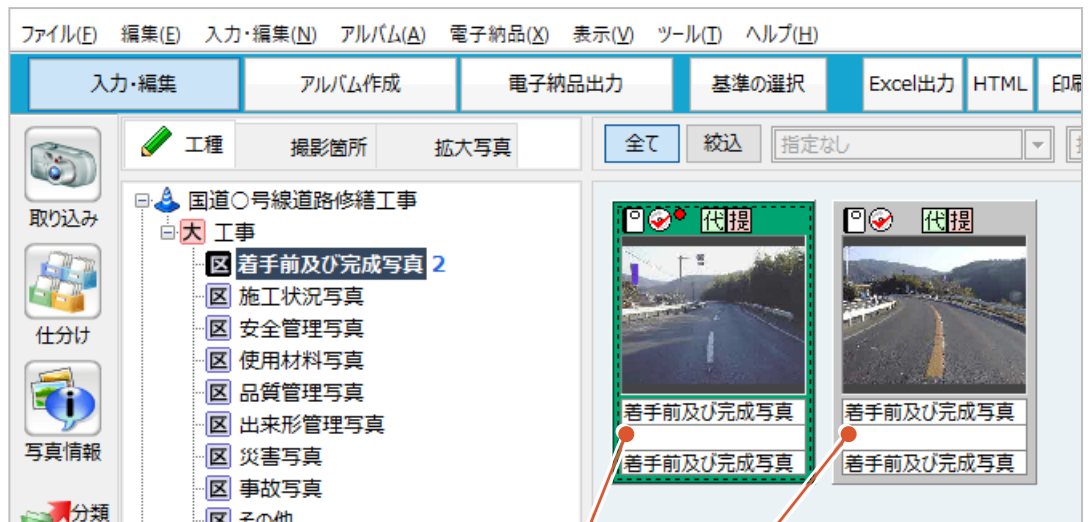 ファイル(F) 編集(E) 入力・編集(N) アルバム(A) 電子納品(X) 表示(V) ツール(T) ヘルプ(H)
入力・編集 アルバム作成 電子納品出力 基準の選択 Excel出力 HTML 印刷
工種 撮影箇所 拡大写真 全て 絞込 指定なし
取り込み
仕分け
写真情報
分類
国道○号線道路修繕工事
大 工事
区 着手前及び完成写真 2
区 施工状況写真
区 安全管理写真
区 使用材料写真
区 品質管理写真
区 出来形管理写真
区 災害写真
区 事故写真
区 その他
代 提
着手前及び完成写真
着手前及び完成写真
代 提
着手前及び完成写真
着手前及び完成写真